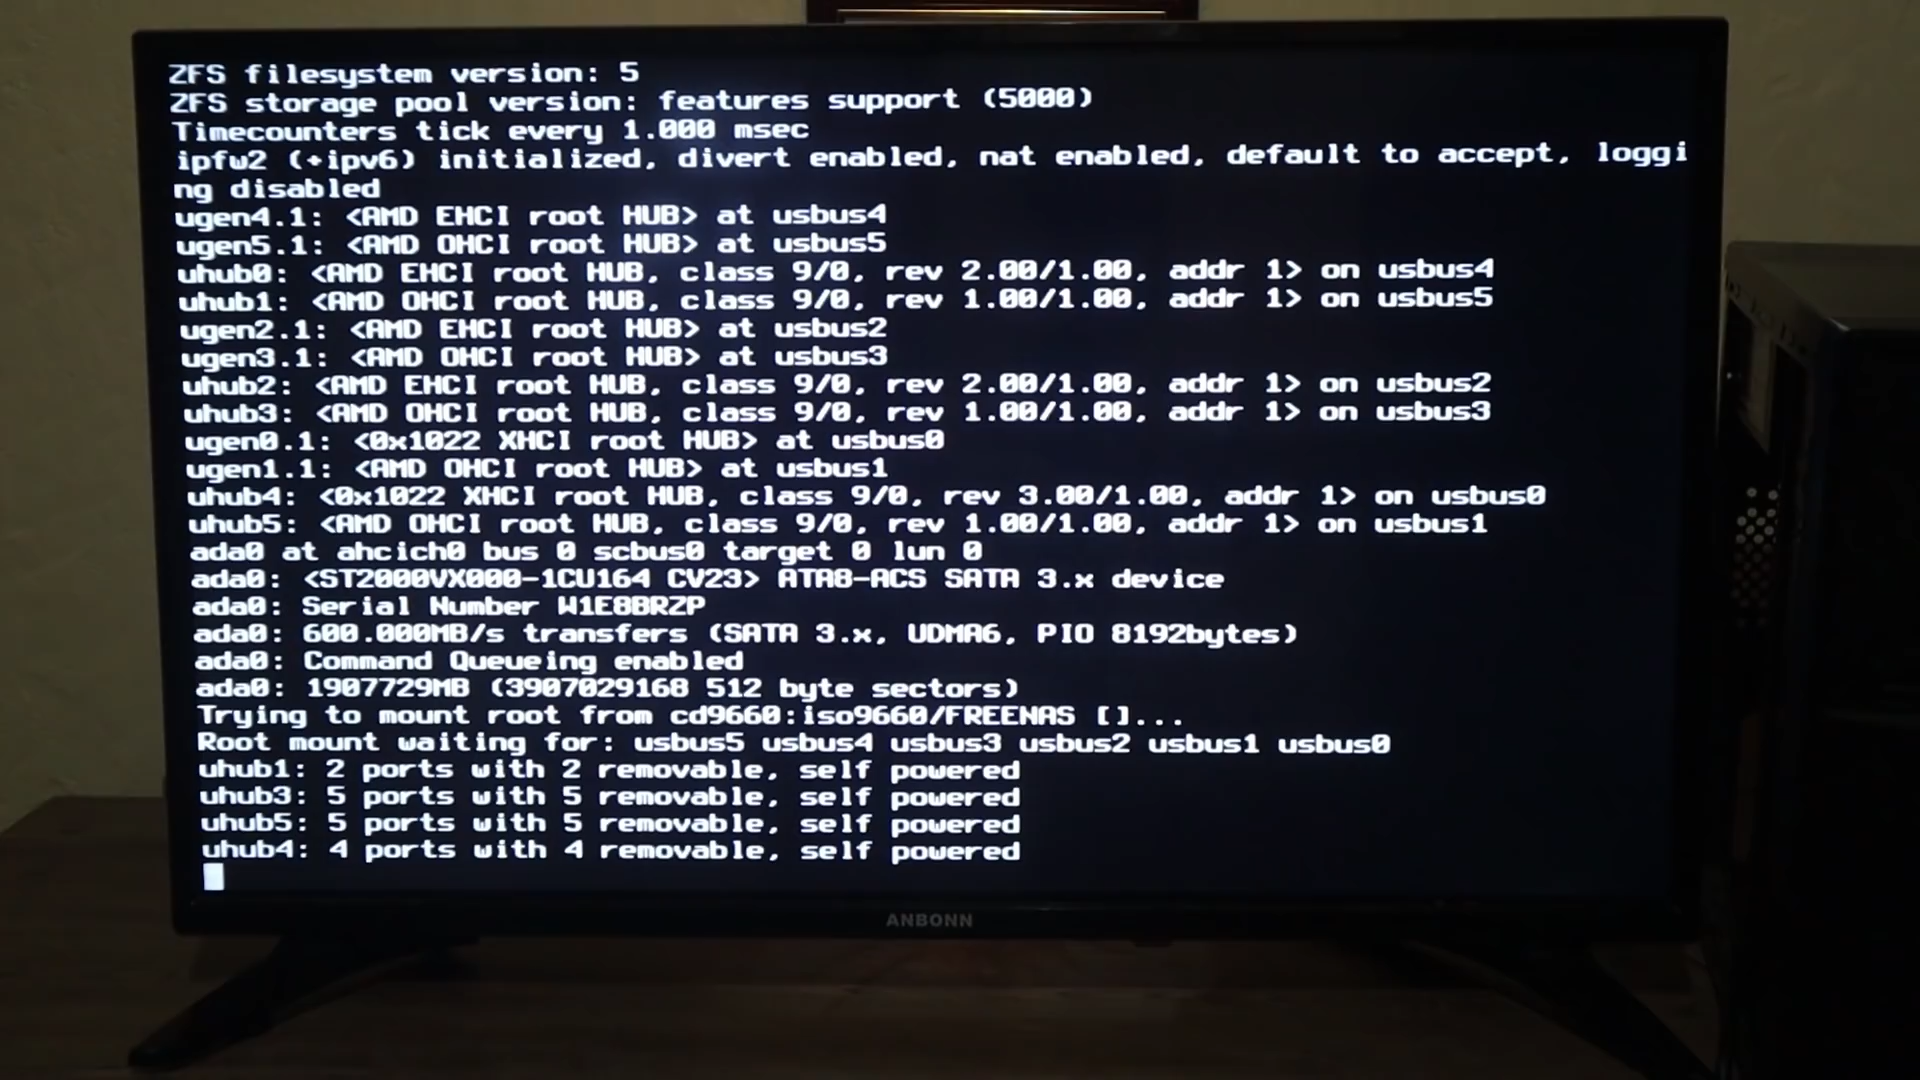 ZFS filesystem version: 5
ZFS storage pool version: features support (5000)
Timecounters tick every 1.000 msec
ipfw2 (+ipv6) initialized, divert enabled, nat enabled, default to accept, loggi
ng disabled
ugen4.1: <AMD EHCI root HUB> at usbus4
ugen5.1: <AMD OHCI root HUB> at usbus5
uhub0: <AMD EHCI root HUB, class 9/0, rev 2.00/1.00, addr 1> on usbus4
uhub1: <AMD OHCI root HUB, class 9/0, rev 1.00/1.00, addr 1> on usbus5
ugen2.1: <AMD EHCI root HUB> at usbus2
ugen3.1: <AMD OHCI root HUB> at usbus3
uhub2: <AMD EHCI root HUB, class 9/0, rev 2.00/1.00, addr 1> on usbus2
uhub3: <AMD OHCI root HUB, class 9/0, rev 1.00/1.00, addr 1> on usbus3
ugen0.1: <0x1022 XHCI root HUB> at usbus0
ugen1.1: <AMD OHCI root HUB> at usbus1
uhub4: <0x1022 XHCI root HUB, class 9/0, rev 3.00/1.00, addr 1> on usbus0
uhub5: <AMD OHCI root HUB, class 9/0, rev 1.00/1.00, addr 1> on usbus1
ada0 at ahcich0 bus 0 scbus0 target 0 lun 0
ada0: <ST2000VX000-1CU164 CV23> ATA8-ACS SATA 3.x device
ada0: Serial Number W1E8BRZP
ada0: 600.000MB/s transfers (SATA 3.x, UDMA6, PIO 8192bytes)
ada0: Command Queueing enabled
ada0: 1907729MB (3907029168 512 byte sectors)
Trying to mount root from cd9660:iso9660/FREENAS []...
Root mount waiting for: usbus5 usbus4 usbus3 usbus2 usbus1 usbus0
uhub1: 2 ports with 2 removable, self powered
uhub3: 5 ports with 5 removable, self powered
uhub5: 5 ports with 5 removable, self powered
uhub4: 4 ports with 4 removable, self powered
ANBONN